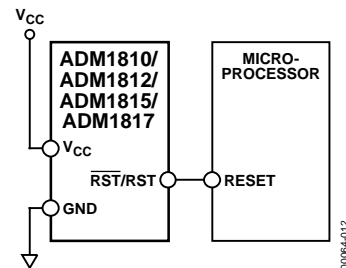 VCC
ADM1810/
ADM1812/
ADM1815/
ADM1817
VCC
RST/RST
GND
MICRO-
PROCESSOR
RESET
00064-012